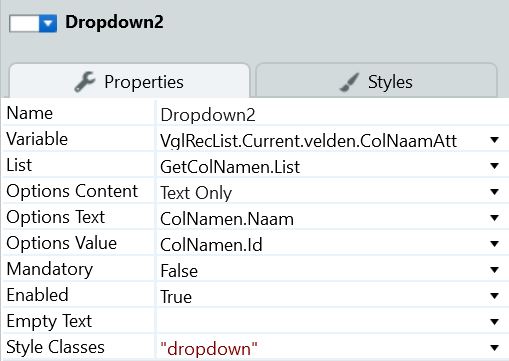 Dropdown2
Properties
Styles
Name Dropdown2
Variable VglRecList.Current.velden.ColNaamAtt
List GetColNamen.List
Options Content Text Only
Options Text ColNamen.Naam
Options Value ColNamen.Id
Mandatory False
Enabled True
Empty Text
Style Classes "dropdown"